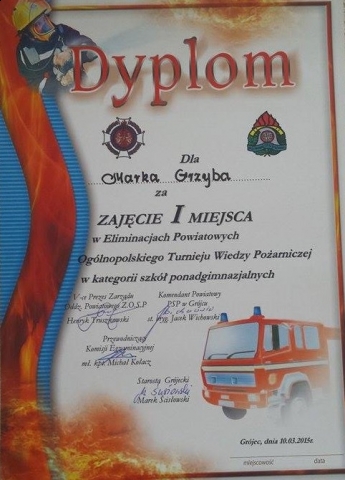 Dyplom
Dla
Marka Grzyba
za
ZAJĘCIE I MIEJSCA
w Eliminacjach Powiatowych
Ogólnopolskiego Turnieju Wiedzy Pożarniczej
w kategorii szkół ponadgimnazjalnych
V-ce Prezes Zarządu
Oddz. Powiatowego Z.O.S.P
Henryk Truszkowski
Komendant Powiatowy
PSP w Grójcu
st. bryg. Jacek Wichowski
Przewodniczący
Komisji Egzaminacyjnej
mł. kpt. Michał Kołacz
Starosta Grójecki
Marek Ścisłowski
Grójec, dnia 10.03.2015r.
miejscowość data